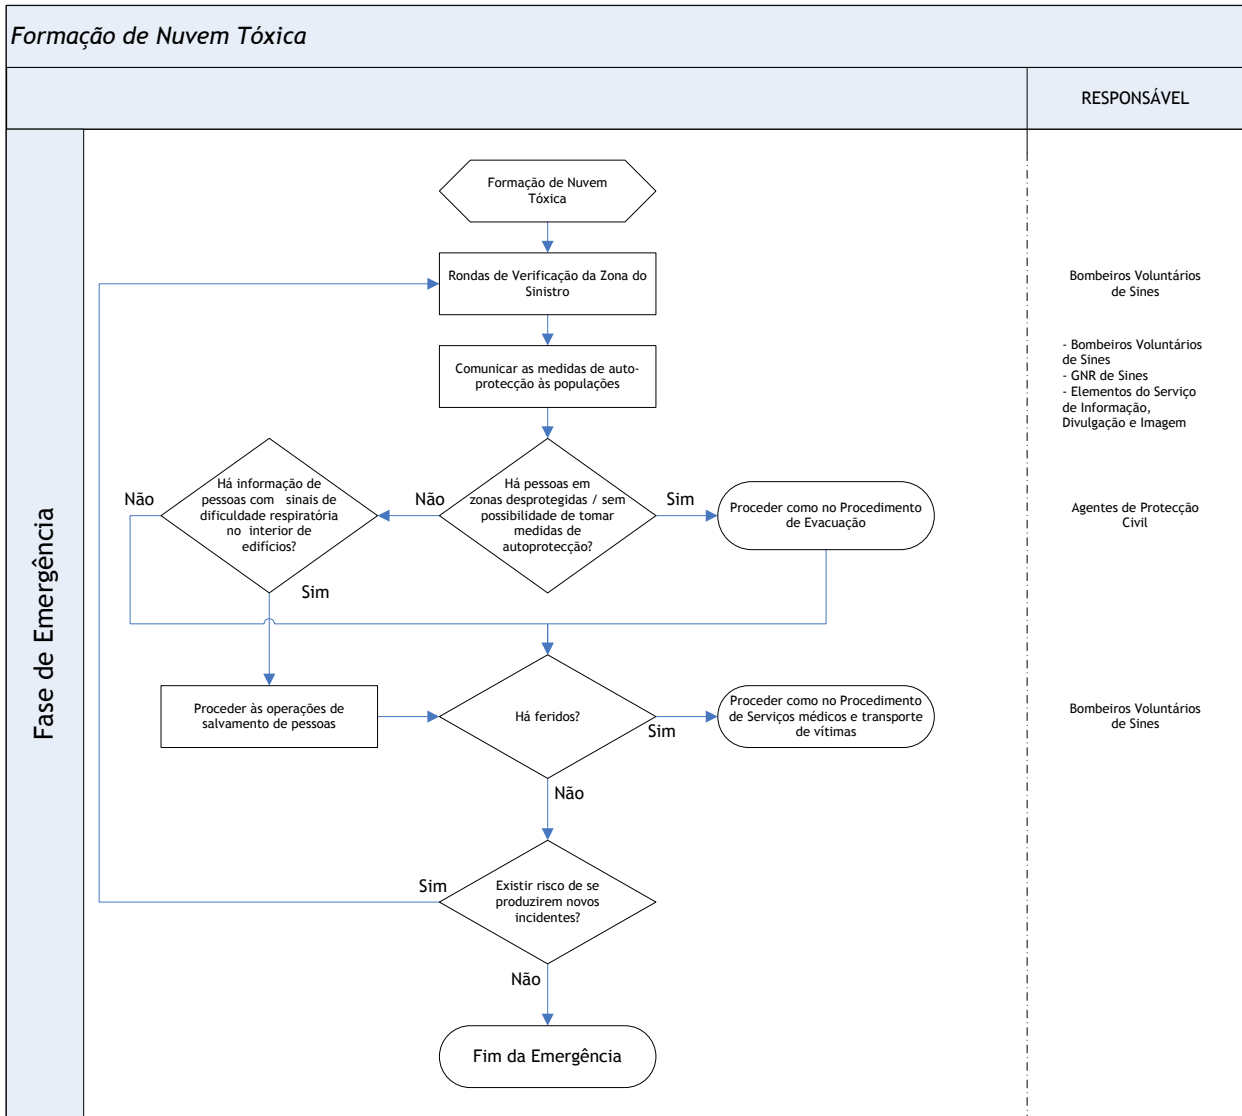 Formação de Nuvem Tóxica
RESPONSÁVEL
Fase de Emergência
Formação de Nuvem
Tóxica
Rondas de Verificação da Zona do
Sinistro
Bombeiros Voluntários
de Sines
Comunicar as medidas de auto-
protecção às populações
- Bombeiros Voluntários
de Sines
- GNR de Sines
- Elementos do Serviço
de Informação,
Divulgação e Imagem
Não
Há informação de
pessoas com sinais de
dificuldade respiratória
no interior de
edifícios?
Sim
Não
Há pessoas em
zonas desprotegidas / sem
possibilidade de tomar
medidas de
autoprotecção?
Sim
Proceder como no Procedimento
de Evacuação
Agentes de Protecção
Civil
Proceder às operações de
salvamento de pessoas
Há feridos?
Sim
Proceder como no Procedimento
de Serviços médicos e transporte
de vítimas
Bombeiros Voluntários
de Sines
Não
Sim
Existir risco de se
produzirem novos
incidentes?
Não
Fim da Emergência